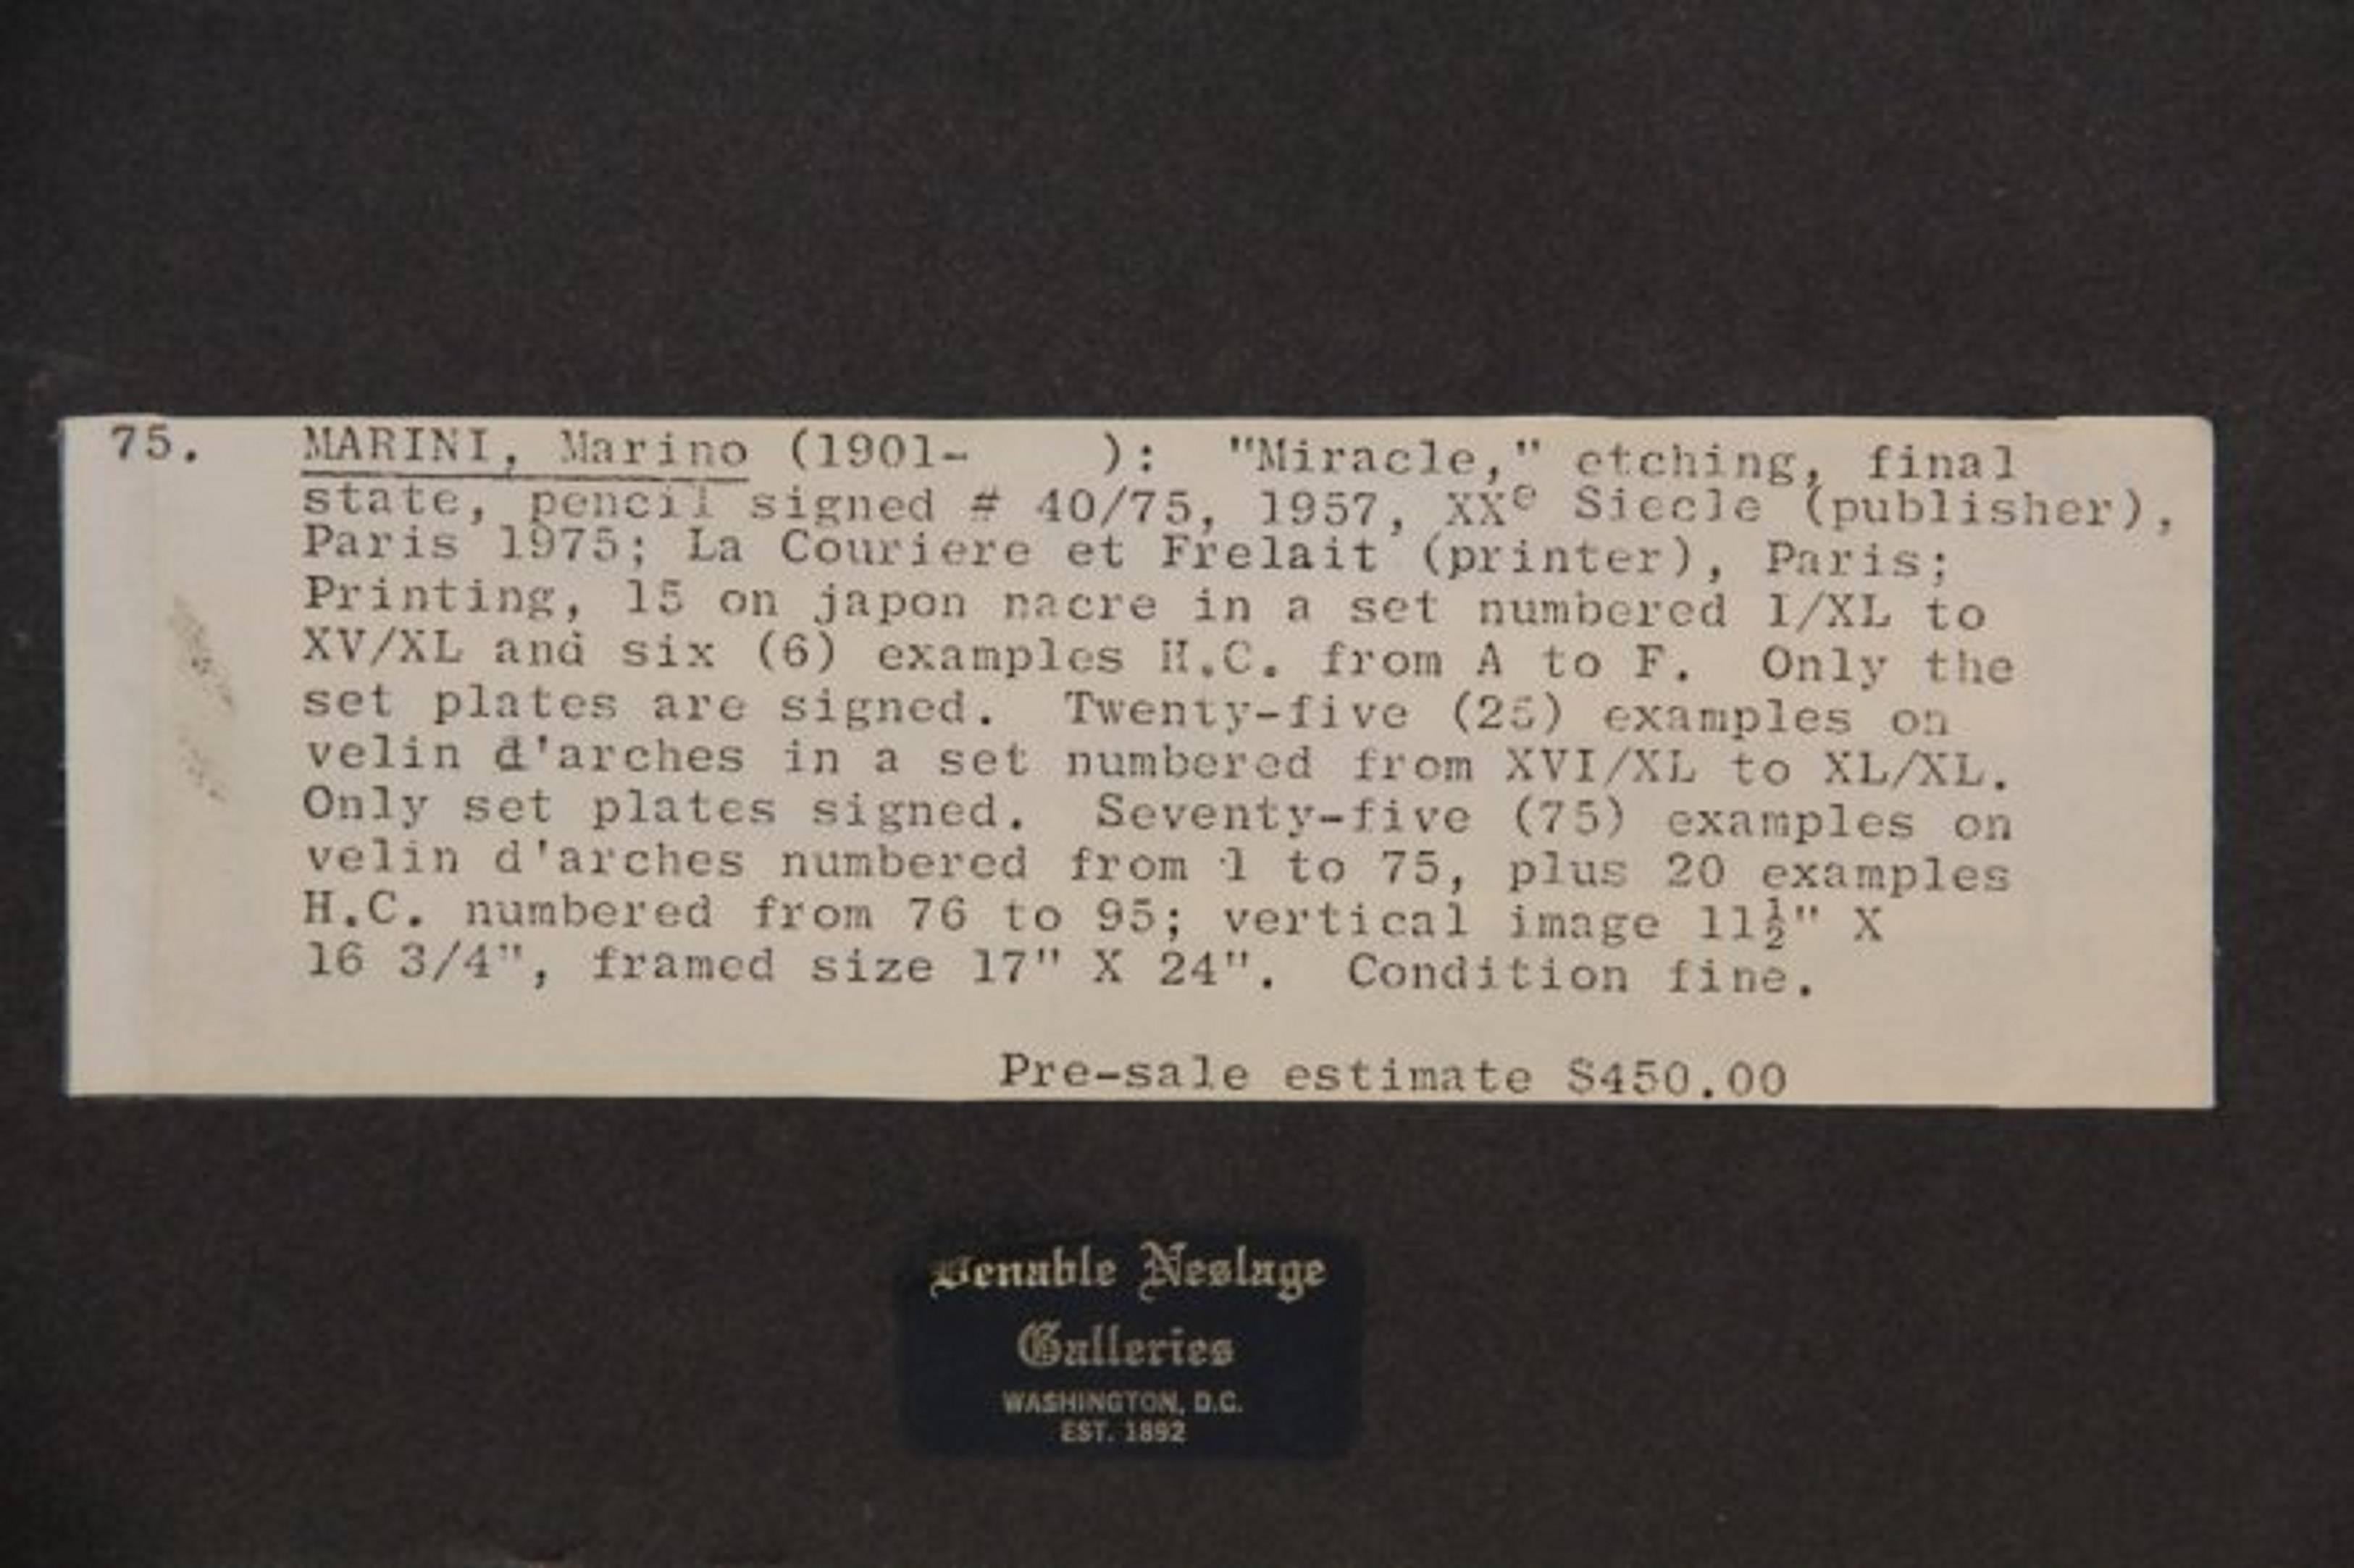 75. MARINI, Marino (1901- ): "Miracle," etching, final
state, pencil signed # 40/75, 1957, XXe Siecle (publisher),
Paris 1975; La Couriere et Frelait (printer), Paris;
Printing, 15 on japon nacre in a set numbered 1/XL to
XV/XL and six (6) examples H.C. from A to F. Only the
set plates are signed. Twenty-five (25) examples on
velin d'arches in a set numbered from XVI/XL to XL/XL.
Only set plates signed. Seventy-five (75) examples on
velin d'arches numbered from 1 to 75, plus 20 examples
H.C. numbered from 76 to 95; vertical image 11½" X
16 3/4", framed size 17" X 24". Condition fine.
Pre-sale estimate $450.00
Venable Neslage
Galleries
WASHINGTON, D.C.
EST. 1892